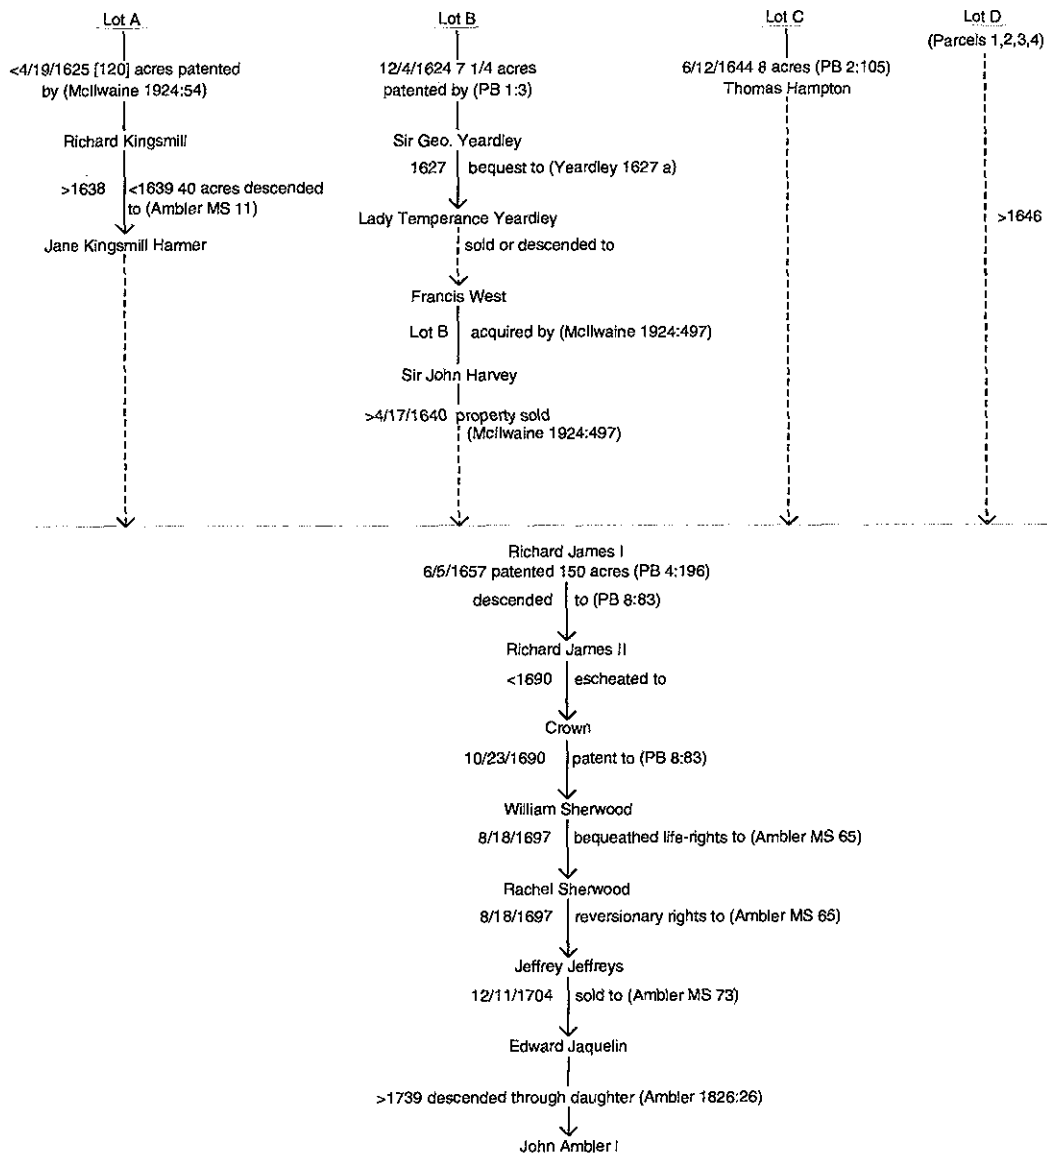 Lot A
<4/19/1625 [120] acres patented
by (McIlwaine 1924:54)
Richard Kingsmill
>1638 <1639 40 acres descended
to (Ambler MS 11)
Jane Kingsmill Harmer
Lot B
12/4/1624 7 1/4 acres
patented by (PB 1:3)
Sir Geo. Yeardley
1627 bequest to (Yeardley 1627 a)
Lady Temperance Yeardley
sold or descended to
Francis West
Lot B acquired by (McIlwaine 1924:497)
Sir John Harvey
>4/17/1640 property sold
(McIlwaine 1924:497)
Lot C
6/12/1644 8 acres (PB 2:105)
Thomas Hampton
Lot D
(Parcels 1,2,3,4)
>1646
Richard James I
6/5/1657 patented 150 acres (PB 4:196)
descended to (PB 8:83)
Richard James II
<1690 escheated to
Crown
10/23/1690 patent to (PB 8:83)
William Sherwood
8/18/1697 bequeathed life-rights to (Ambler MS 65)
Rachel Sherwood
8/18/1697 reversionary rights to (Ambler MS 65)
Jeffrey Jeffreys
12/11/1704 sold to (Ambler MS 73)
Edward Jaquelin
>1739 descended through daughter (Ambler 1826:26)
John Ambler I